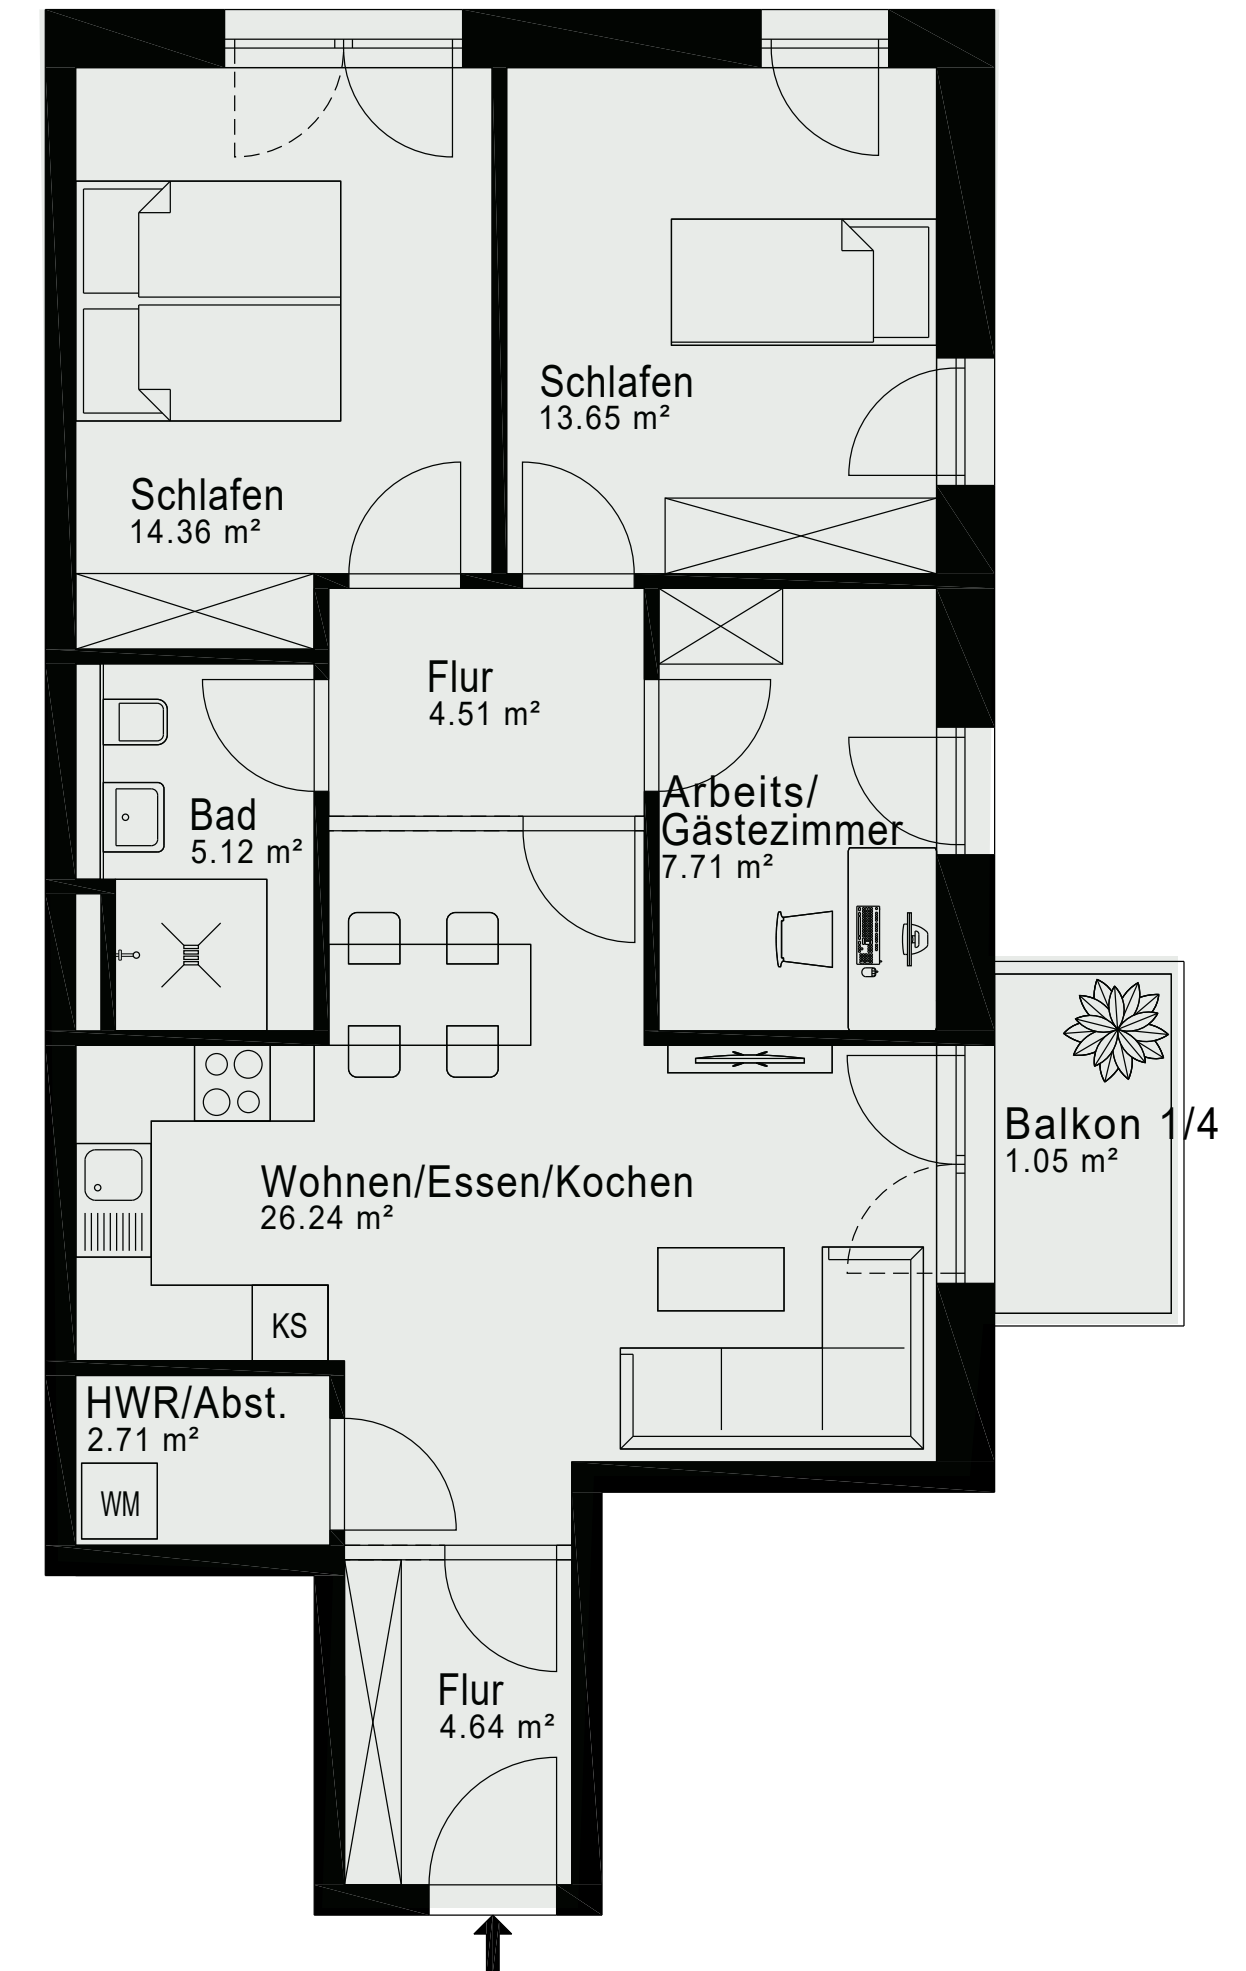 Schlafen
13.65 m²
Schlafen
14.36 m²
Flur
4.51 m²
Arbeits/
Gästezimmer
7.71 m²
Bad
5.12 m²
Balkon 1/4
1.05 m²
Wohnen/Essen/Kochen
26.24 m²
KS
HWR/Abst.
2.71 m²
WM
Flur
4.64 m²